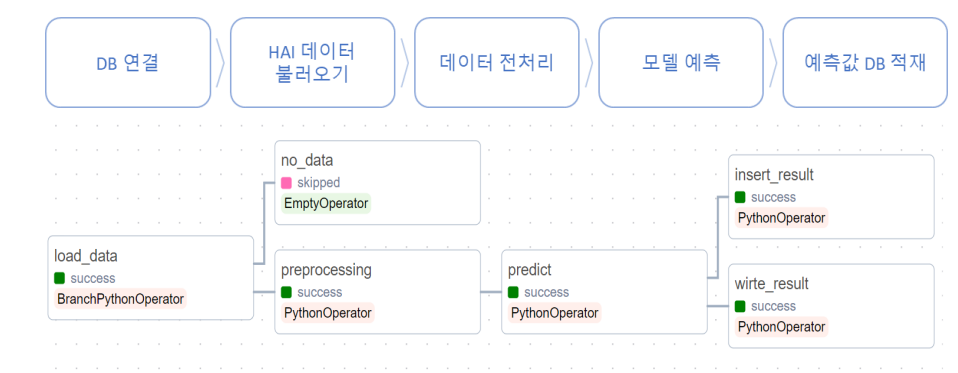 DB 연결
HAI 데이터
불러오기
데이터 전처리
모델 예측
예측값 DB 적재
load_data
success
BranchPythonOperator
no_data
skipped
EmptyOperator
preprocessing
success
PythonOperator
predict
success
PythonOperator
insert_result
success
PythonOperator
wirte_result
success
PythonOperator